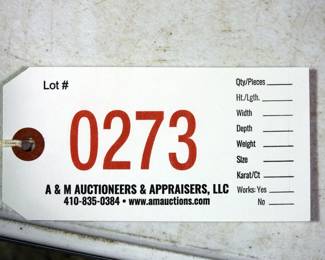 Lot #
0273
A & M AUCTIONEERS & APPRAISERS, LLC
410-835-0384 • www.amauctions.com
Qty/Pieces
Ht./Lgth.
Width
Depth
Weight
Size
Karat/Ct
Works: Yes
No